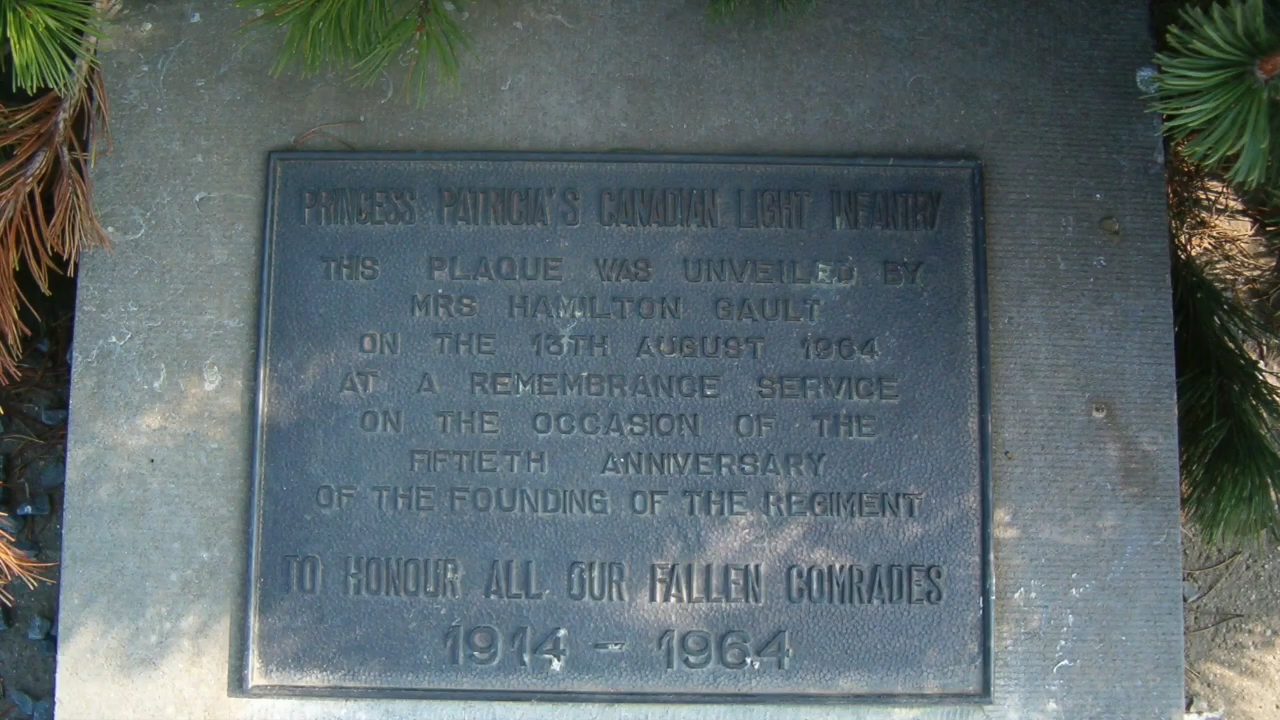 PRINCESS PATRICIA'S CANADIAN LIGHT INFANTRY
THIS PLAQUE WAS UNVEILED BY
MRS HAMILTON GAULT
ON THE 13TH AUGUST 1964
AT A REMEMBRANCE SERVICE
ON THE OCCASION OF THE
FIFTIETH ANNIVERSARY
OF THE FOUNDING OF THE REGIMENT
TO HONOUR ALL OUR FALLEN COMRADES
1914 - 1964